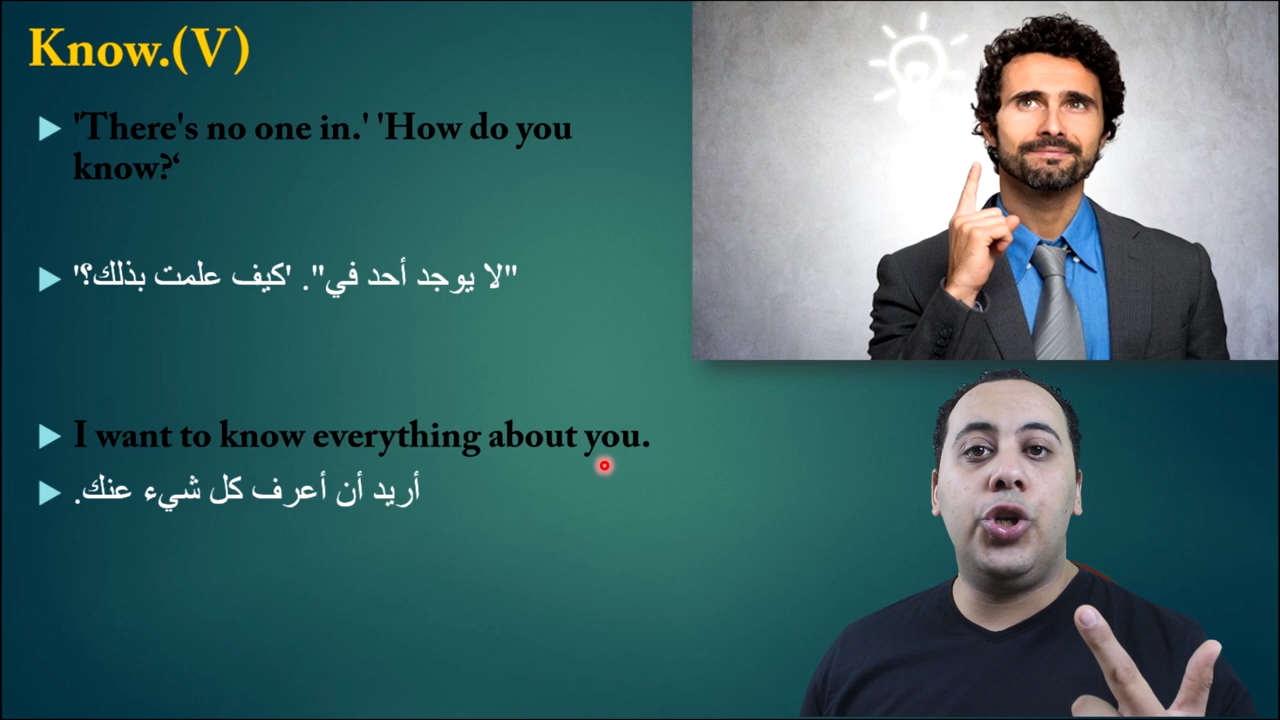 Know.(V)
'There's no one in.' 'How do you
know?‘
"لا يوجد أحد في". 'كيف علمت بذلك؟'
I want to know everything about you.
أريد أن أعرف كل شيء عنك.